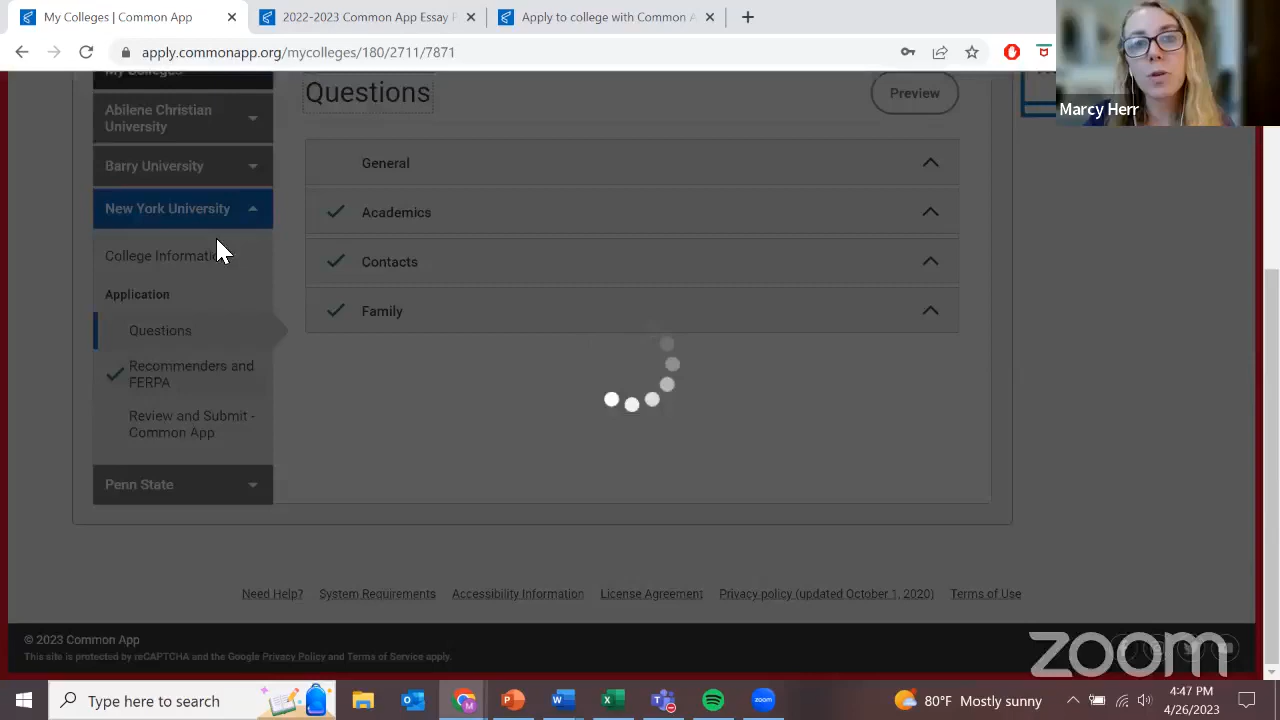 My Colleges | Common App
2022-2023 Common App Essay P
Apply to college with Common A
apply.commonapp.org/mycolleges/180/2711/7871
Marcy Herr
My Colleges
Abilene Christian
University
Barry University
New York University
College Informatio
Application
Questions
Recommenders and
FERPA
Review and Submit -
Common App
Penn State
Questions
Preview
General
Academics
Contacts
Family
Need Help?
System Requirements
Accessibility Information
License Agreement
Privacy policy (updated October 1, 2020)
Terms of Use
© 2023 Common App
This site is protected by reCAPTCHA and the Google Privacy Policy and Terms of Service apply.
zoom
Type here to search
zoom
80°F Mostly sunny
4:47 PM
4/26/2023